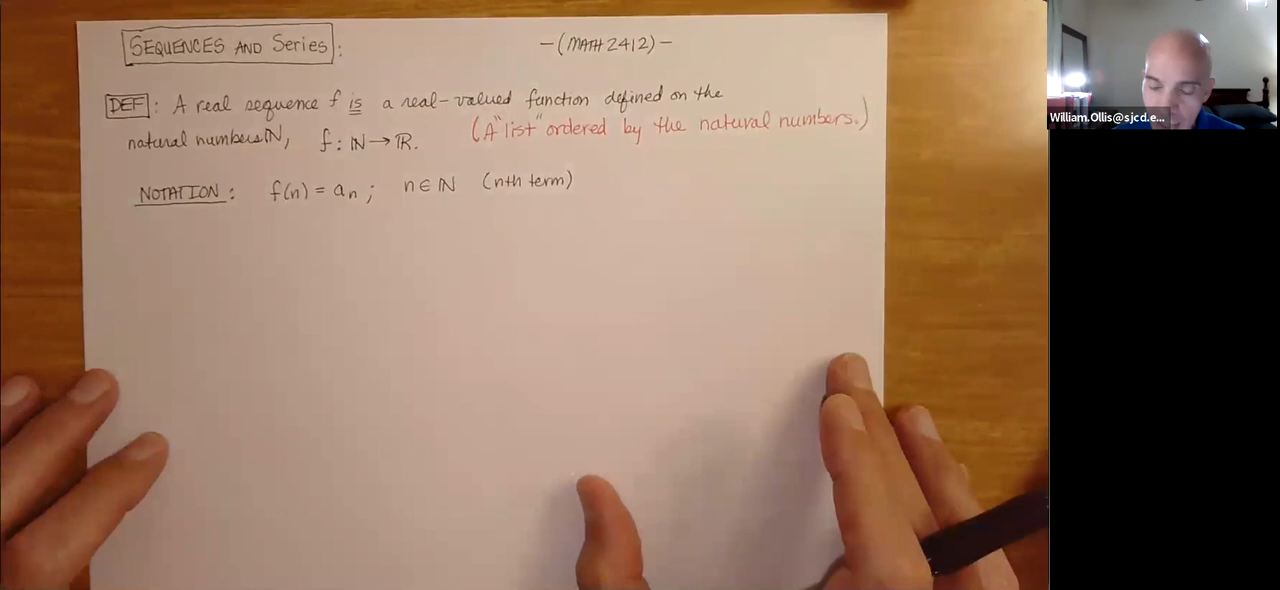 SEQUENCES AND Series:
-(MATH 2412)-
DEF: A real sequence f is a real-valued function defined on the
natural numbers ℕ, f: ℕ→ℝ. (A "list" ordered by the natural numbers.)
NOTATION: f(n) = aₙ; n∈ℕ (nth term)
William.Ollis@sjcd.e...